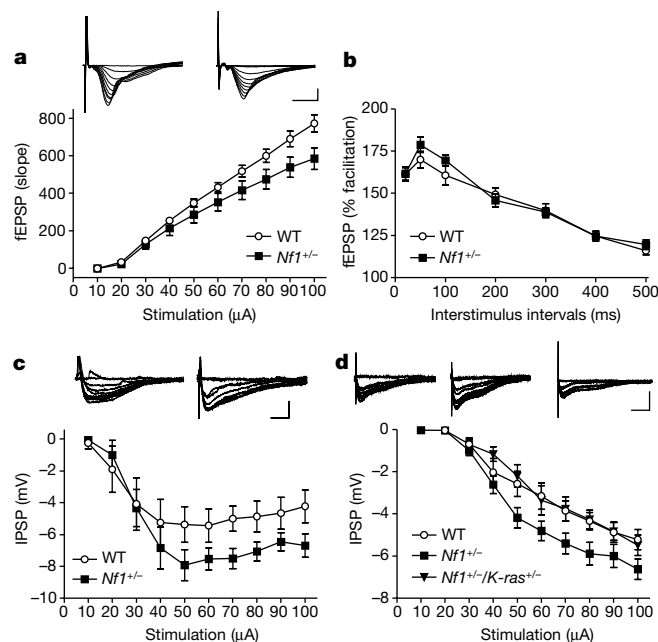 a
800
600
400
200
0
fEPSP (slope)
WT
Nf1+/–
10 20 30 40 50 60 70 80 90 100
Stimulation (μA)
b
200
175
150
125
100
fEPSP (% facilitation)
WT
Nf1+/–
0 100 200 300 400 500
Interstimulus intervals (ms)
c
0
–2
–4
–6
–8
–10
IPSP (mV)
WT
Nf1+/–
0 10 20 30 40 50 60 70 80 90 100
Stimulation (μA)
d
0
–2
–4
–6
–8
IPSP (mV)
WT
Nf1+/–
Nf1+/–/K-ras+/–
0 10 20 30 40 50 60 70 80 90 100
Stimulation (μA)